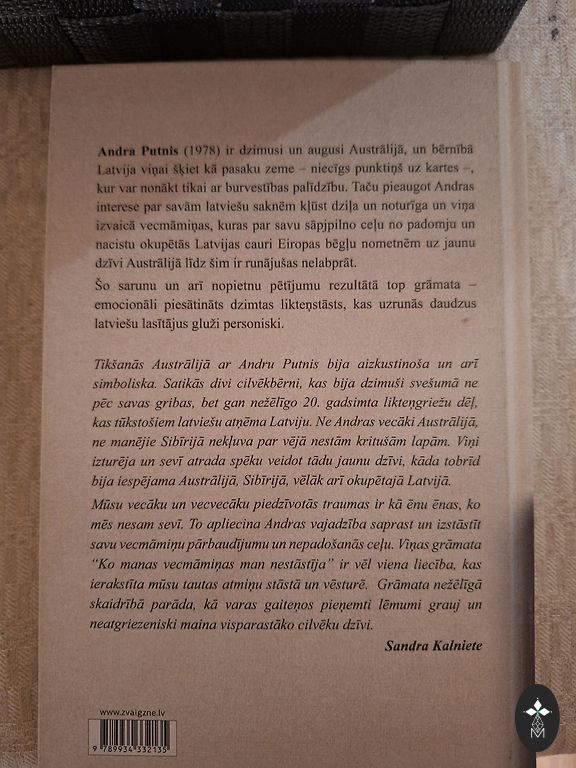 Andra Putnis (1978) ir dzimusi un augusi Austrālijā, un bērnībā
Latvija viņai šķiet kā pasaku zeme – niecīgs punktiņš uz kartes –,
kur var nonākt tikai ar burvestības palīdzību. Taču pieaugot Andras
interese par savām latviešu saknēm kļūst dziļa un noturīga un viņa
izvaicā vecmāmiņas, kuras par savu sāpjpilno ceļu no padomju un
nacistu okupētās Latvijas cauri Eiropas bēgļu nometnēm uz jaunu
dzīvi Austrālijā līdz šim ir runājušas nelabprāt.
Šo sarunu un arī nopietnu pētījumu rezultātā top grāmata –
emocionāli piesātināts dzimtas likteņstāsts, kas uzrunās daudzus
latviešu lasītājus gluži personiski.
Tikšanās Austrālijā ar Andru Putnis bija aizkustinoša un arī
simboliska. Satikās divi cilvēkbērni, kas bija dzimuši svešumā ne
pēc savas gribas, bet gan nežēlīgo 20. gadsimta likteņgriežu dēļ,
kas tūkstošiem latviešu atņēma Latviju. Ne Andras vecāki Austrālijā,
ne manējie Sibīrijā nekļuva par vējā nestām kritušām lapām. Viņi
izturēja un sevī atrada spēku veidot tādu jaunu dzīvi, kāda tobrīd
bija iespējama Austrālijā, Sibīrijā, vēlāk arī okupētajā Latvijā.
Mūsu vecāku un vecvecāku piedzīvotās traumas ir kā ēnu ēnas, ko
mēs nesam sevī. To apliecina Andras vajadzība saprast un izstāstīt
savu vecmāmiņu pārbaudījumu un nepadošanās ceļu. Viņas grāmata
“Ko manas vecmāmiņas man nestāstīja” ir vēl viena liecība, kas
ierakstīta mūsu tautas atmiņu stāstā un vēsturē. Grāmata nežēlīgā
skaidrībā parāda, kā varas gaiteņos pieņemti lēmumi grauj un
neatgriezeniski maina visparastāko cilvēku dzīvi.
Sandra Kalniete
www.zvaigzne.lv
9 789934 332135
M